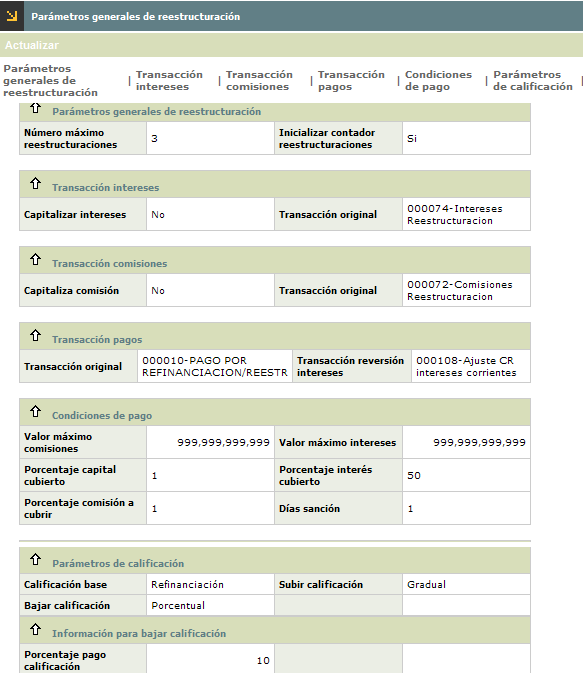 Parámetros generales de reestructuración
Actualizar
Parámetros generales de reestructuración | Transacción intereses | Transacción comisiones | Transacción pagos | Condiciones de pago | Parámetros de calificación |
Parámetros generales de reestructuración
Número máximo reestructuraciones 3 Inicializar contador reestructuraciones Si
Transacción intereses
Capitalizar intereses No Transacción original 000074-Intereses Reestructuracion
Transacción comisiones
Capitaliza comisión No Transacción original 000072-Comisiones Reestructuracion
Transacción pagos
Transacción original 000010-PAGO POR REFINANCIACION/REESTR Transacción reversión intereses 000108-Ajuste CR intereses corrientes
Condiciones de pago
Valor máximo comisiones 999,999,999,999 Valor máximo intereses 999,999,999,999
Porcentaje capital cubierto 1 Porcentaje interés cubierto 50
Porcentaje comisión a cubrir 1 Días sanción 1
Parámetros de calificación
Calificación base Refinanciación Subir calificación Gradual
Bajar calificación Porcentual
Información para bajar calificación
Porcentaje pago calificación 10